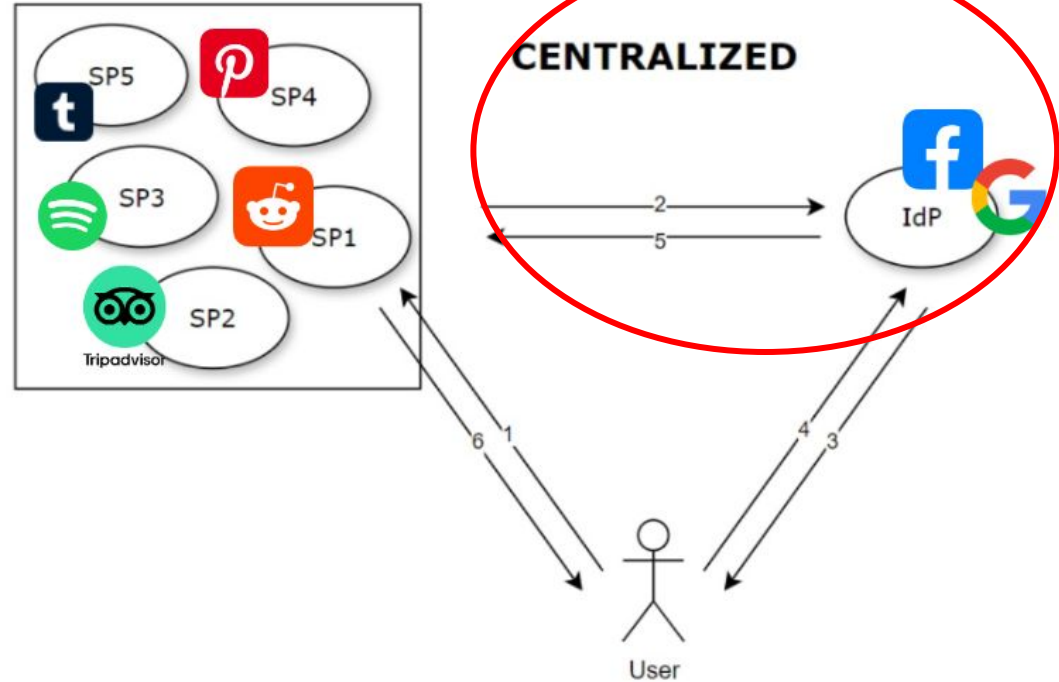 CENTRALIZED
SP5
SP4
SP3
SP1
SP2
Tripadvisor
IdP
2
5
6
1
4
3
User